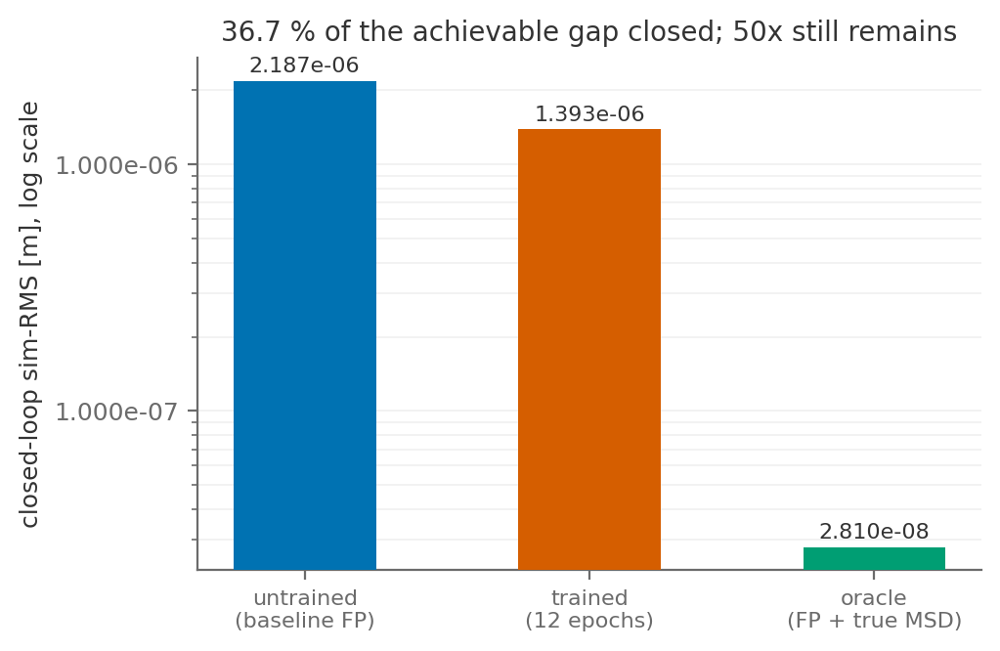 36.7 % of the achievable gap closed; 50x still remains
closed-loop sim-RMS [m], log scale
1.000e-06
1.000e-07
2.187e-06
1.393e-06
2.810e-08
untrained
(baseline FP)
trained
(12 epochs)
oracle
(FP + true MSD)